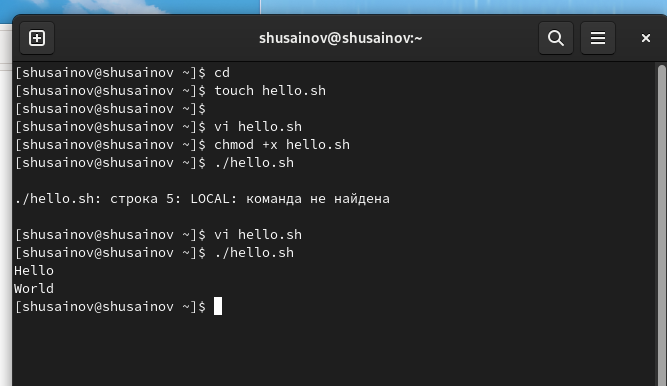 shusainov@shusainov:~
[shusainov@shusainov ~]$ cd
[shusainov@shusainov ~]$ touch hello.sh
[shusainov@shusainov ~]$
[shusainov@shusainov ~]$ vi hello.sh
[shusainov@shusainov ~]$ chmod +x hello.sh
[shusainov@shusainov ~]$ ./hello.sh
./hello.sh: строка 5: LOCAL: команда не найдена
[shusainov@shusainov ~]$ vi hello.sh
[shusainov@shusainov ~]$ ./hello.sh
Hello
World
[shusainov@shusainov ~]$